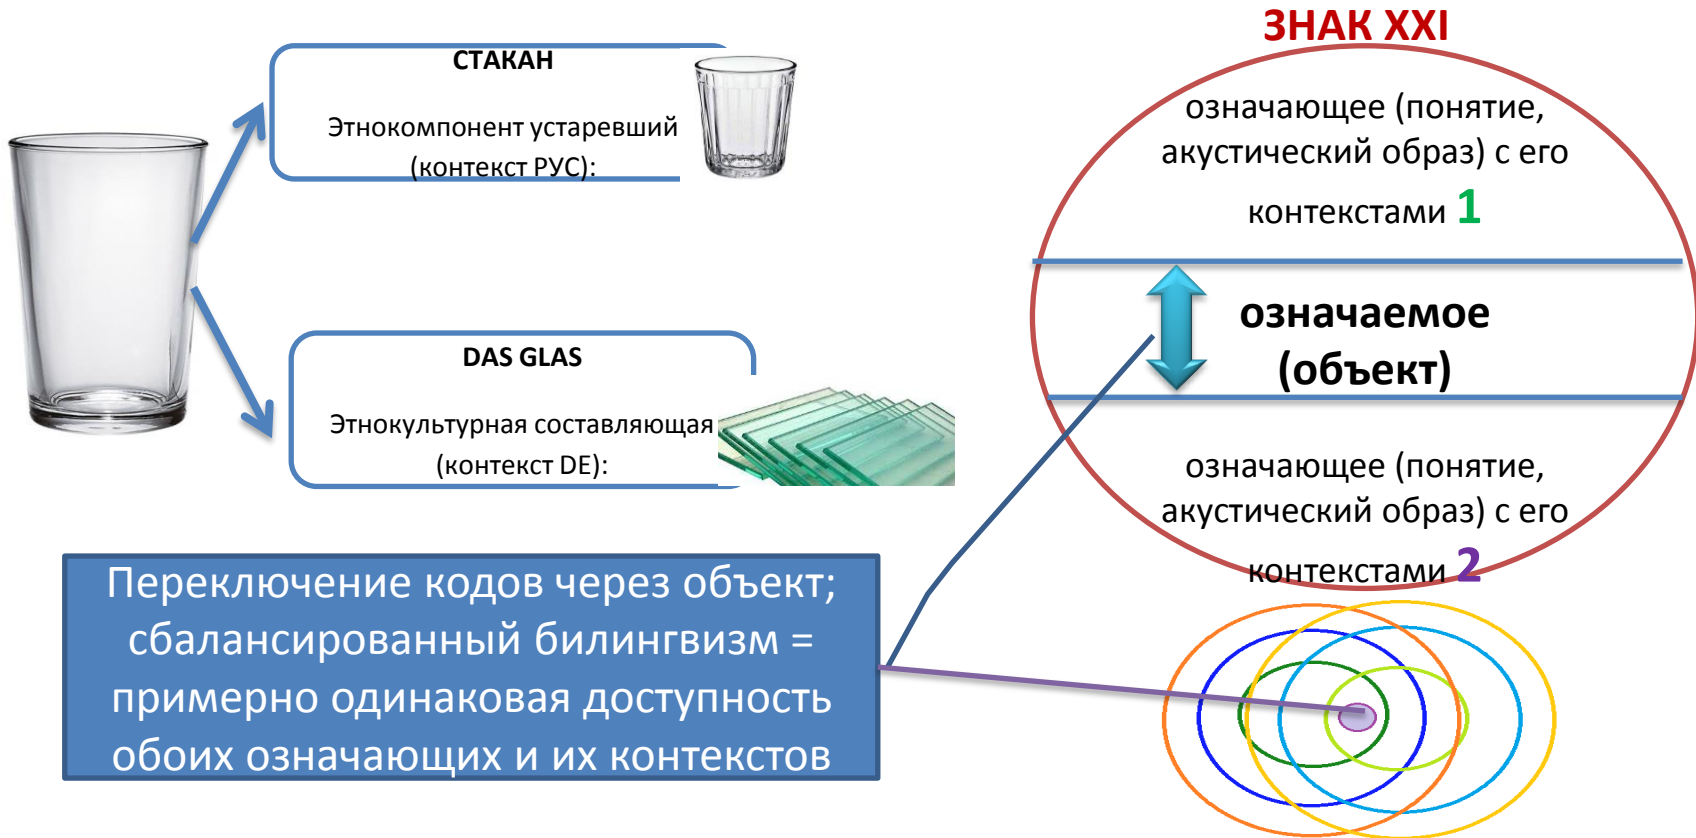 СТАКАН
Этнокомпонент устаревший
(контекст РУС):
DAS GLAS
Этнокультурная составляющая
(контекст DE):
Переключение кодов через объект;
сбалансированный билингвизм =
примерно одинаковая доступность
обоих означающих и их контекстов
ЗНАК XXI
означающее (понятие,
акустический образ) с его
контекстами 1
означаемое
(объект)
означающее (понятие,
акустический образ) с его
контекстами 2